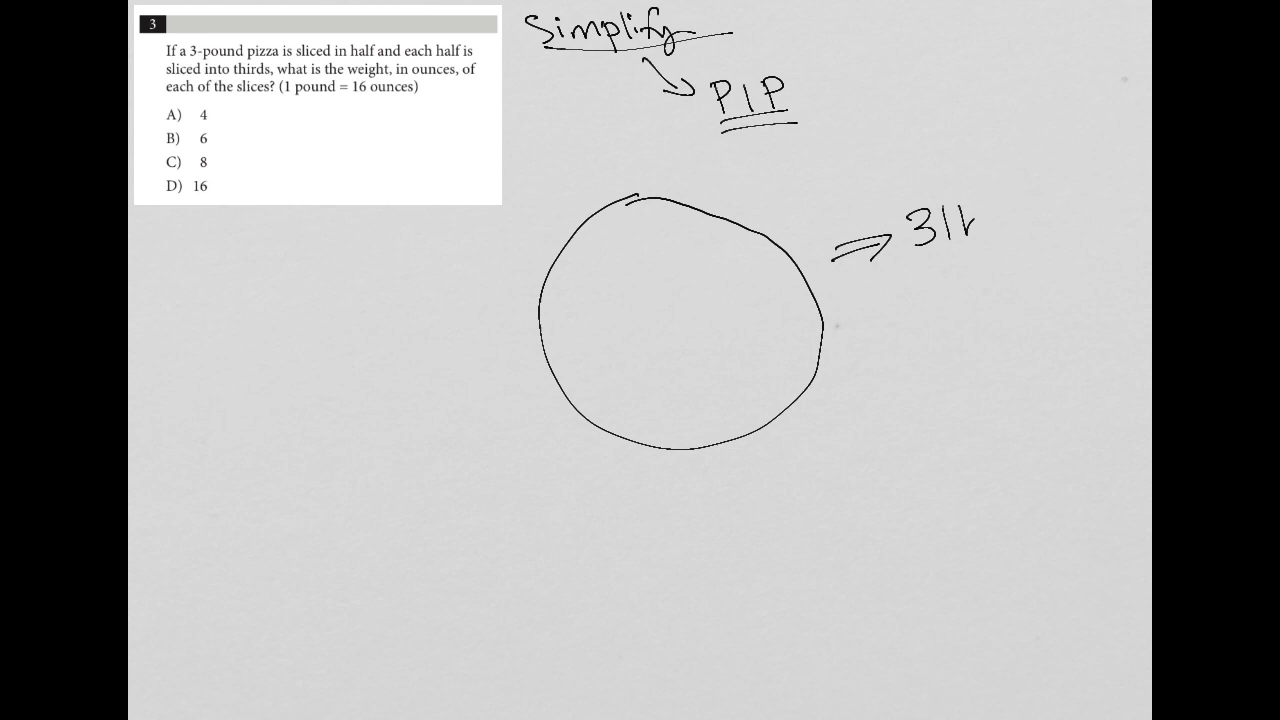 3
If a 3-pound pizza is sliced in half and each half is
sliced into thirds, what is the weight, in ounces, of
each of the slices? (1 pound = 16 ounces)
A) 4
B) 6
C) 8
D) 16
Simplify
PIP